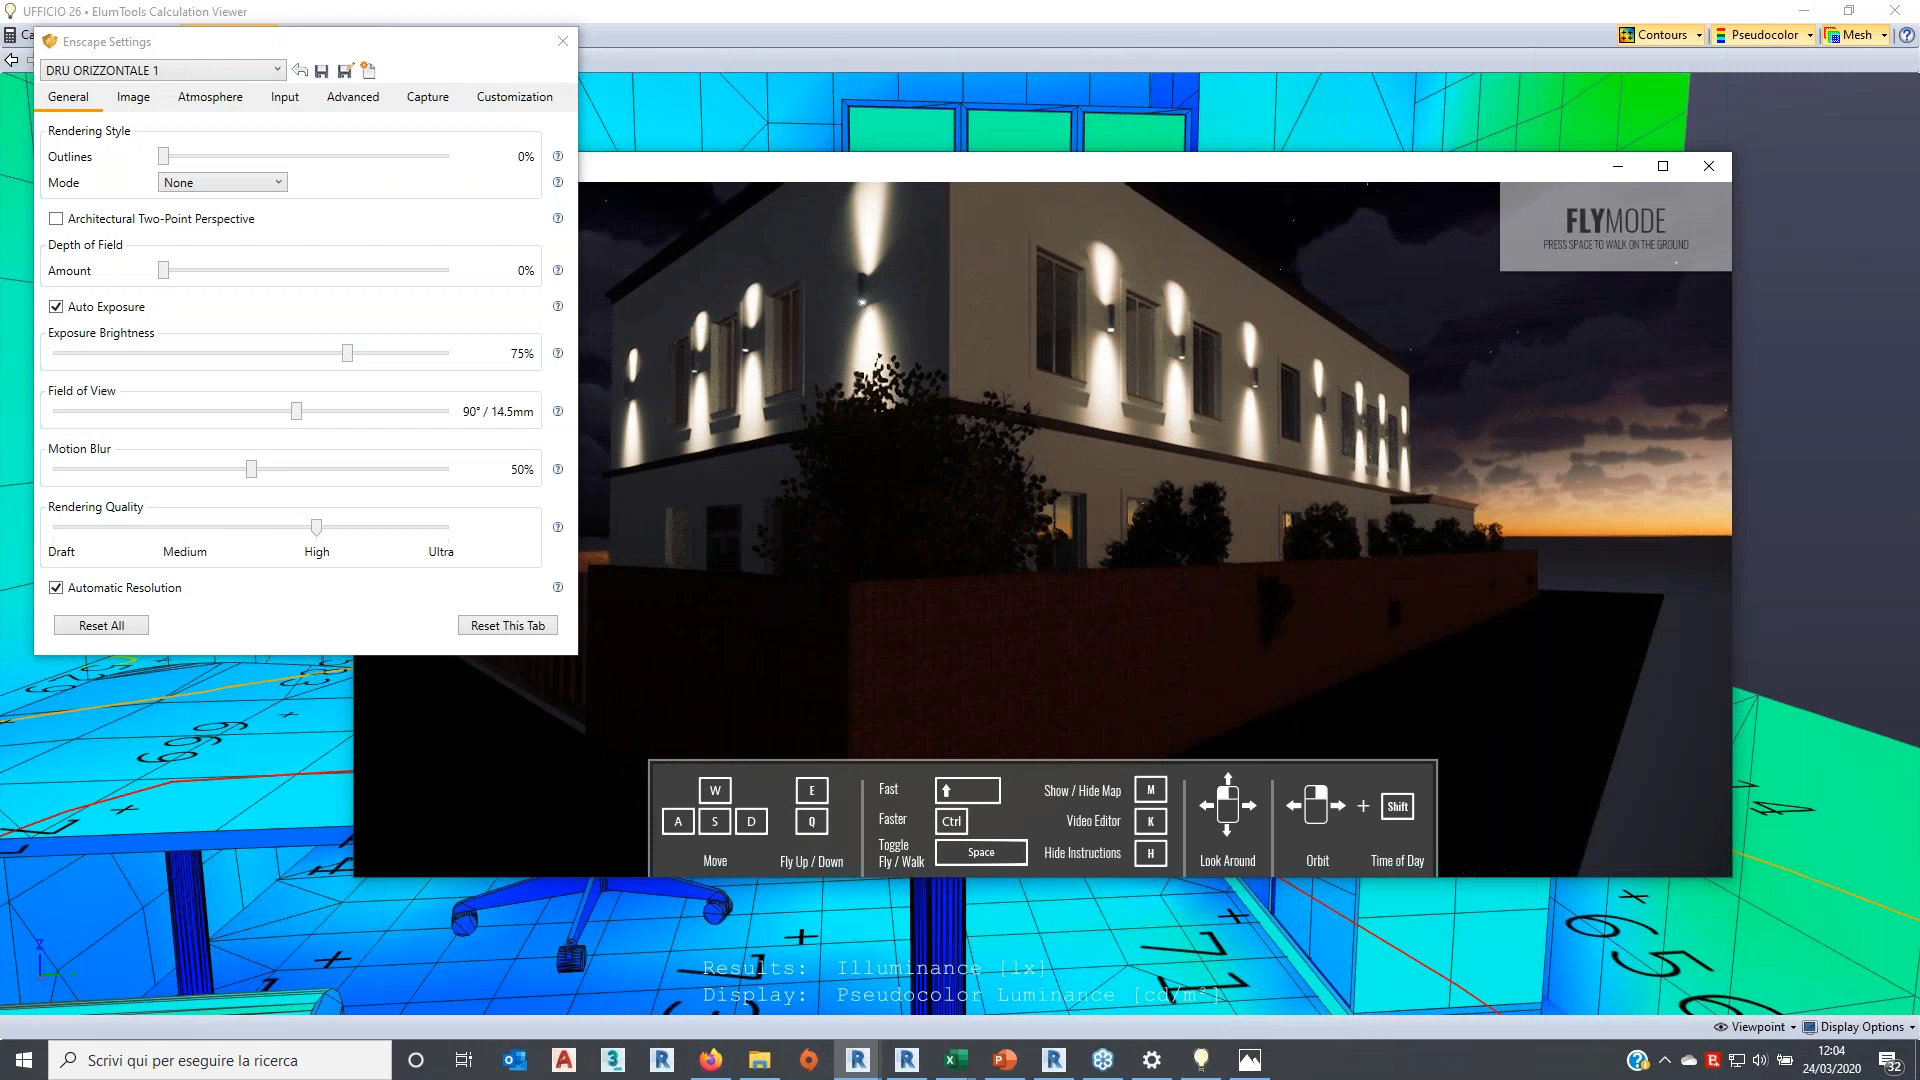 UFFICIO 26 • ElumTools Calculation Viewer
Ca
Contours
Pseudocolor
Mesh
Enscape Settings
DRU ORIZZONTALE 1
General Image Atmosphere Input Advanced Capture Customization
Rendering Style
Outlines 0%
Mode None
Architectural Two-Point Perspective
Depth of Field
Amount 0%
Auto Exposure
Exposure Brightness
75%
Field of View
90° / 14.5mm
Motion Blur
50%
Rendering Quality
Draft Medium High Ultra
Automatic Resolution
Reset All Reset This Tab
FLYMODE
PRESS SPACE TO WALK ON THE GROUND
W
A S D
Move
E
Q
Fly Up / Down
Fast
Faster Ctrl
Toggle
Fly / Walk Space
Show / Hide Map M
Video Editor K
Hide Instructions H
Look Around
Orbit
+ Shift
Time of Day
Results: Illuminance [lx]
Display: Pseudocolor Luminance [cd/m²]
Z
Viewpoint Display Options
Scrivi qui per eseguire la ricerca
12:04
24/03/2020
32